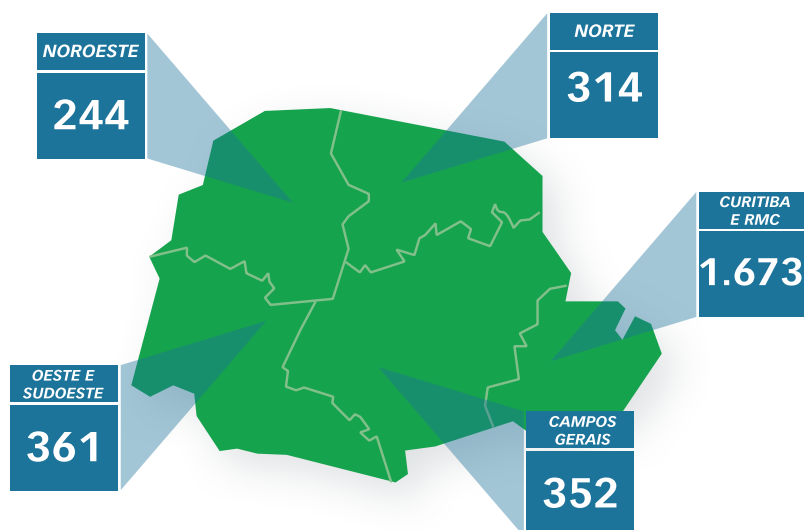 NOROESTE
244
NORTE
314
CURITIBA
E RMC
1.673
OESTE E
SUDOESTE
361
CAMPOS
GERAIS
352